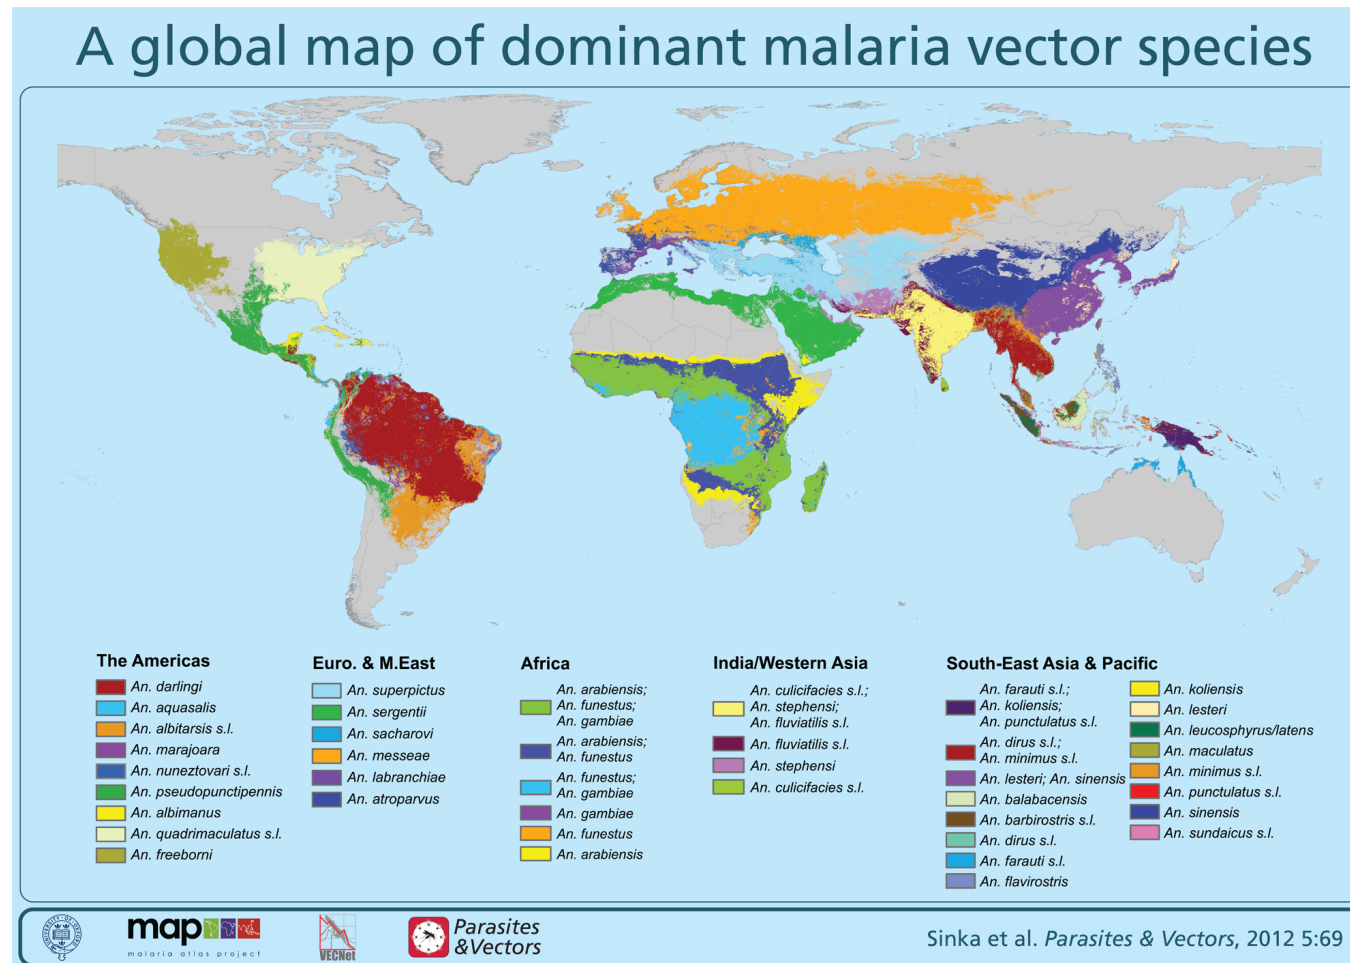 A global map of dominant malaria vector species
The Americas
An. darlingi
An. aquasalis
An. albitarsis s.l.
An. marajoara
An. nuneztovari s.l.
An. pseudopunctipennis
An. albimanus
An. quadrimaculatus s.l.
An. freeborni
Euro. & M.East
An. superpictus
An. sergentii
An. sacharovi
An. messeae
An. labranchiae
An. atroparvus
Africa
An. arabiensis;
An. funestus;
An. gambiae
An. arabiensis;
An. funestus
An. funestus;
An. gambiae
An. gambiae
An. funestus
An. arabiensis
India/Western Asia
An. culicifacies s.l.;
An. stephensi;
An. fluviatilis s.l.
An. fluviatilis s.l.
An. stephensi
An. culicifacies s.l.
South-East Asia & Pacific
An. farauti s.l.;
An. koliensis;
An. punctulatus s.l.
An. dirus s.l.;
An. minimus s.l.
An. lesteri; An. sinensis
An. balabacensis
An. barbirostris s.l.
An. dirus s.l.
An. farauti s.l.
An. flavirostris
An. koliensis
An. lesteri
An. leucosphyrus/latens
An. maculatus
An. minimus s.l.
An. punctulatus s.l.
An. sinensis
An. sundaicus s.l.
UNIVERSITY OF OXFORD
map
malaria atlas project
VECNet
Parasites
&Vectors
Sinka et al. Parasites & Vectors, 2012 5:69